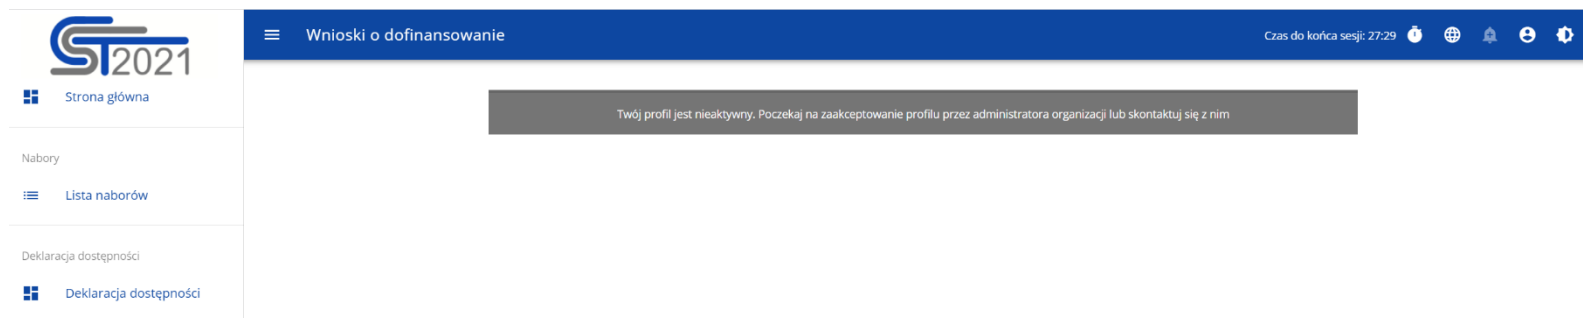 CST2021
Wnioski o dofinansowanie
Czas do końca sesji: 27:29
Strona główna
Twój profil jest nieaktywny. Poczekaj na zaakceptowanie profilu przez administratora organizacji lub skontaktuj się z nim
Nabory
Lista naborów
Deklaracja dostępności
Deklaracja dostępności